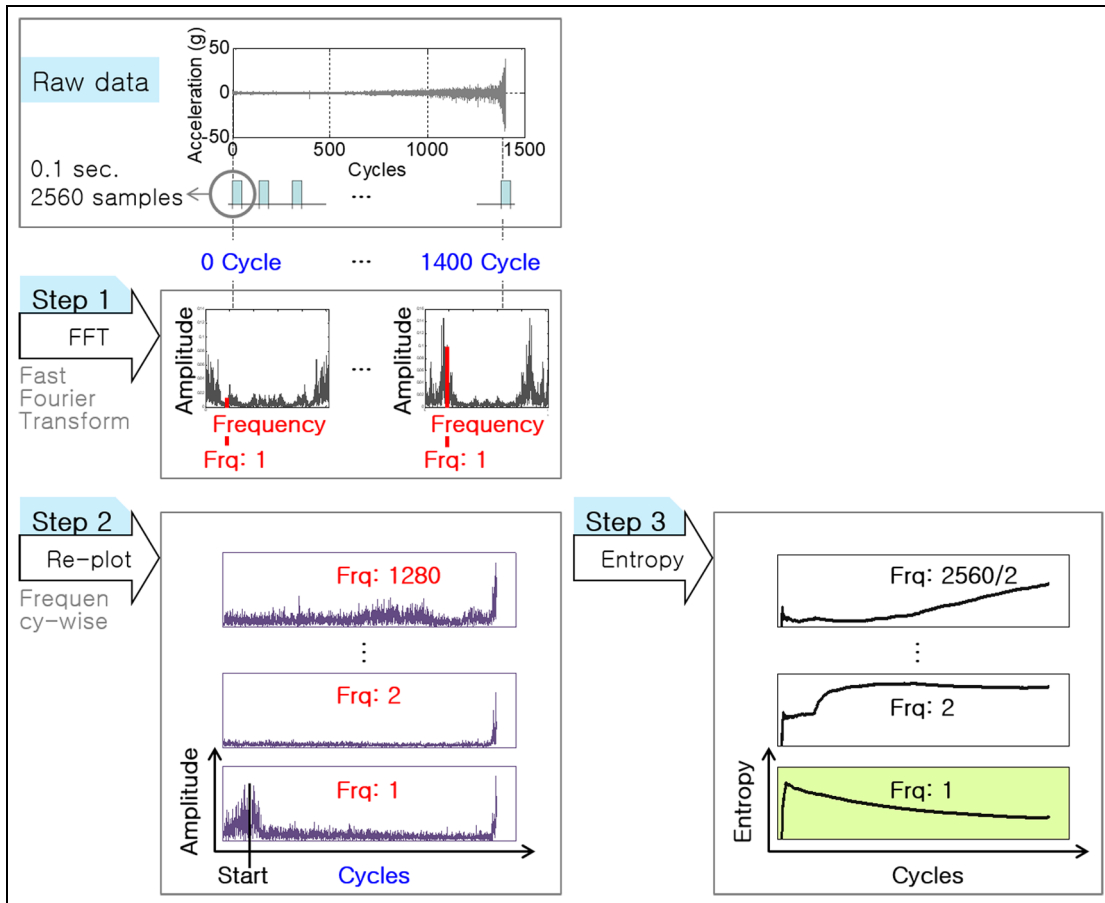 Raw data
Acceleration (g)
50
0
-50
0
500
1000
1500
Cycles
0.1 sec.
2560 samples
...
0 Cycle
...
1400 Cycle
Step 1
FFT
Fast
Fourier
Transform
Amplitude
Frequency
Frq: 1
...
Amplitude
Frequency
Frq: 1
Step 2
Re-plot
Frequen
cy-wise
Frq: 1280
...
Frq: 2
Frq: 1
Amplitude
Start
Cycles
Step 3
Entropy
Frq: 2560/2
...
Frq: 2
Frq: 1
Entropy
Cycles